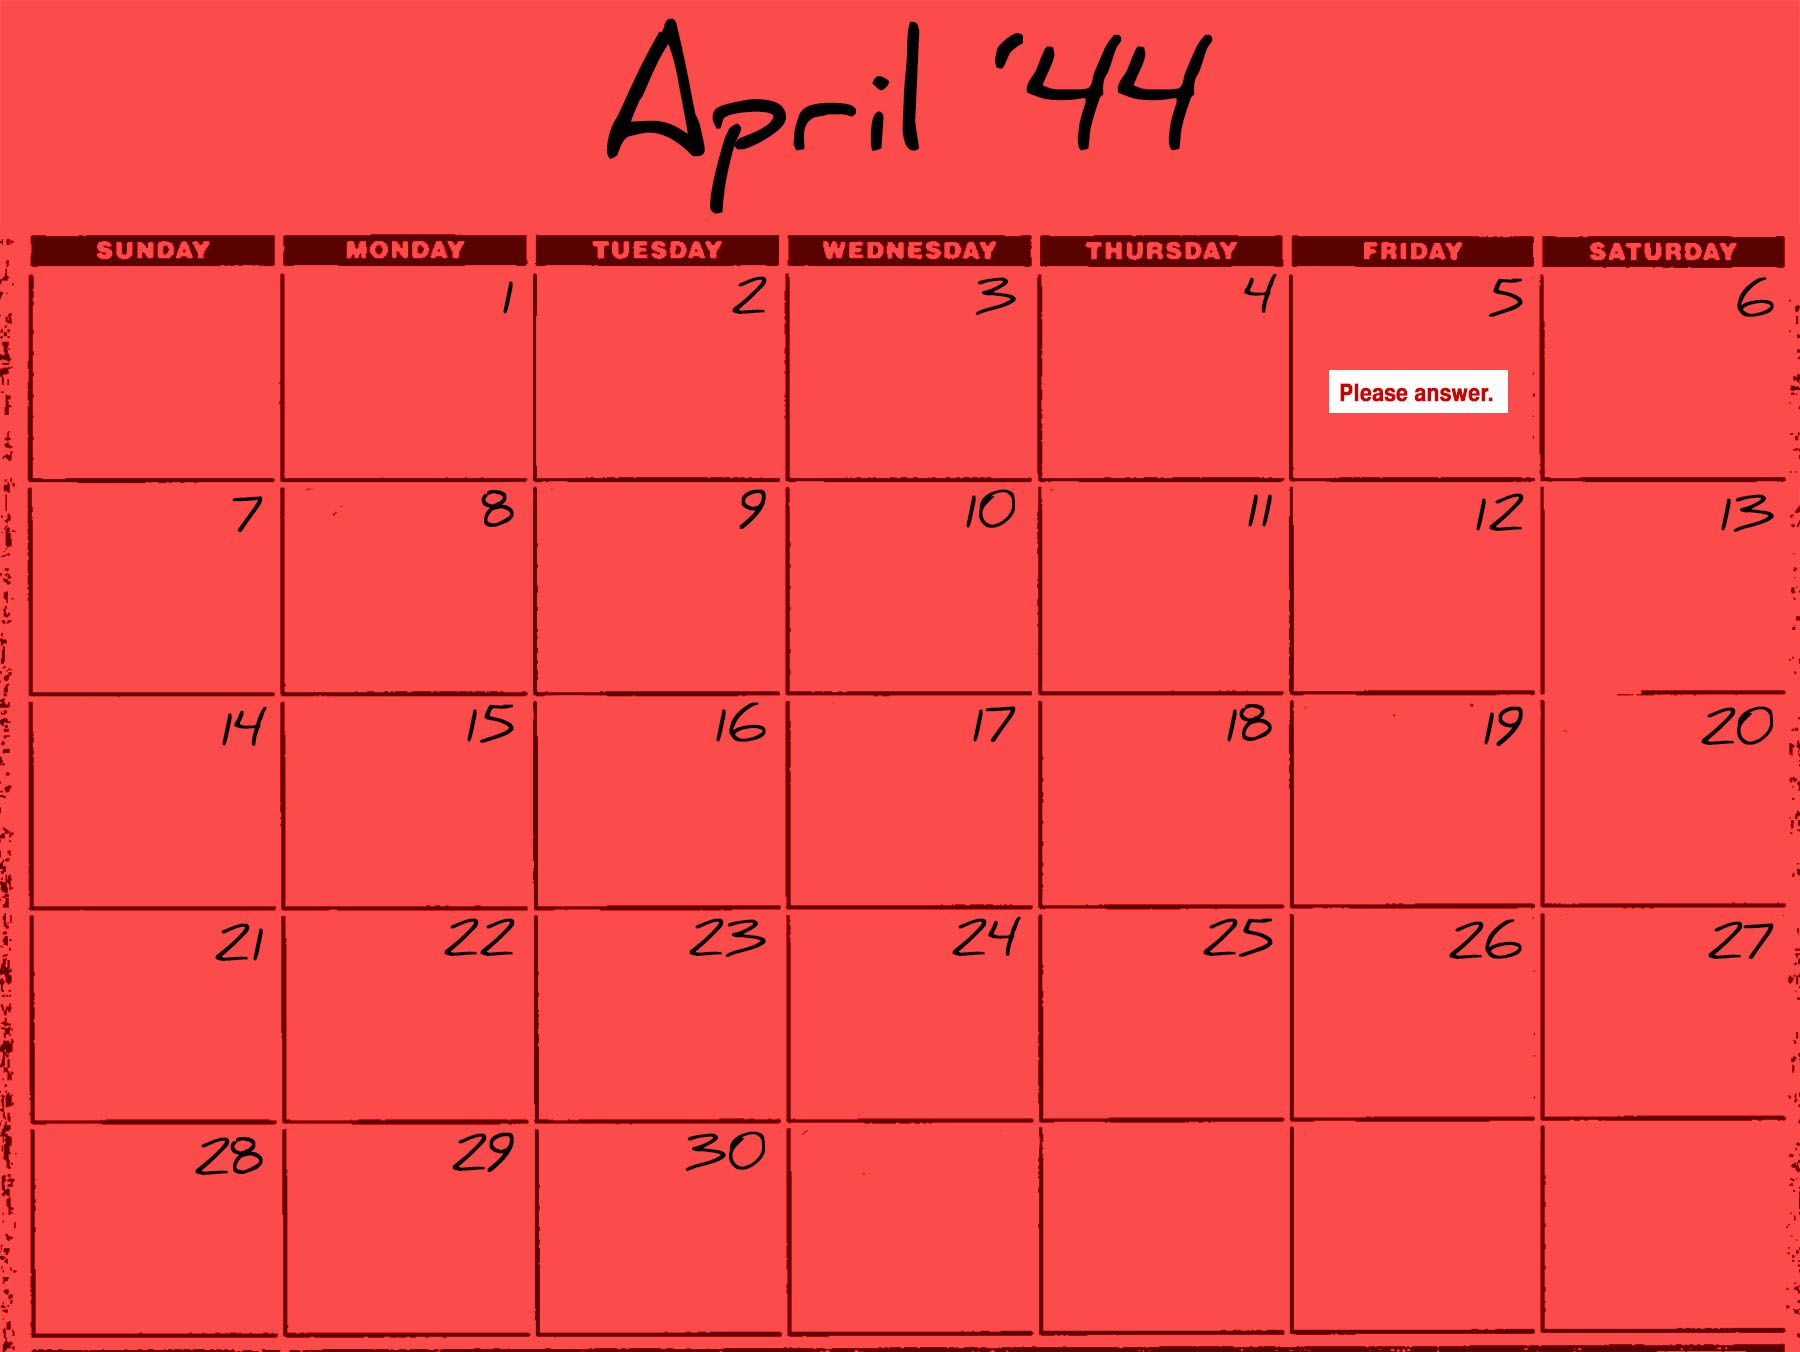 April '44
SUNDAY MONDAY TUESDAY WEDNESDAY THURSDAY FRIDAY SATURDAY
1 2 3 4 5 6
Please answer.
7 8 9 10 11 12 13
14 15 16 17 18 19 20
21 22 23 24 25 26 27
28 29 30